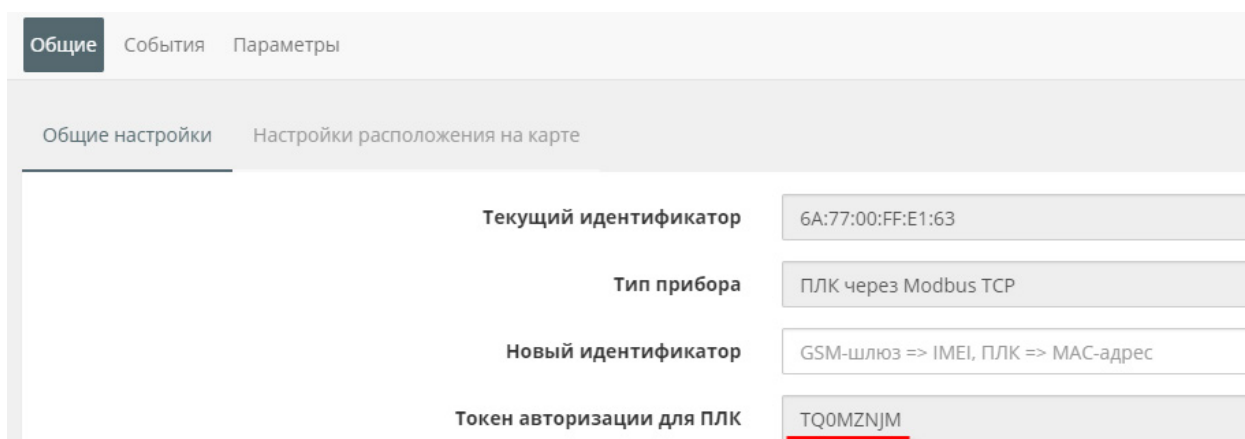 Общие События Параметры
Общие настройки Настройки расположения на карте
Текущий идентификатор 6A:77:00:FF:E1:63
Тип прибора ПЛК через Modbus TCP
Новый идентификатор GSM-шлюз => IMEI, ПЛК => MAC-адрес
Токен авторизации для ПЛК TQ0MZNJM